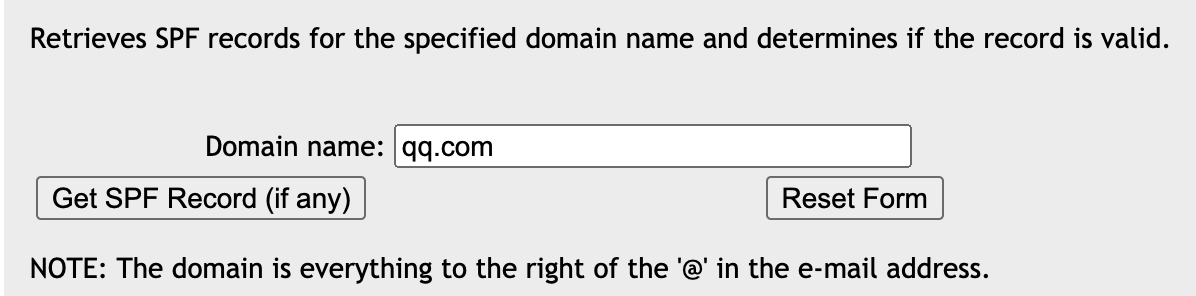 Retrieves SPF records for the specified domain name and determines if the record is valid.
Domain name: qq.com
Get SPF Record (if any) Reset Form
NOTE: The domain is everything to the right of the '@' in the e-mail address.